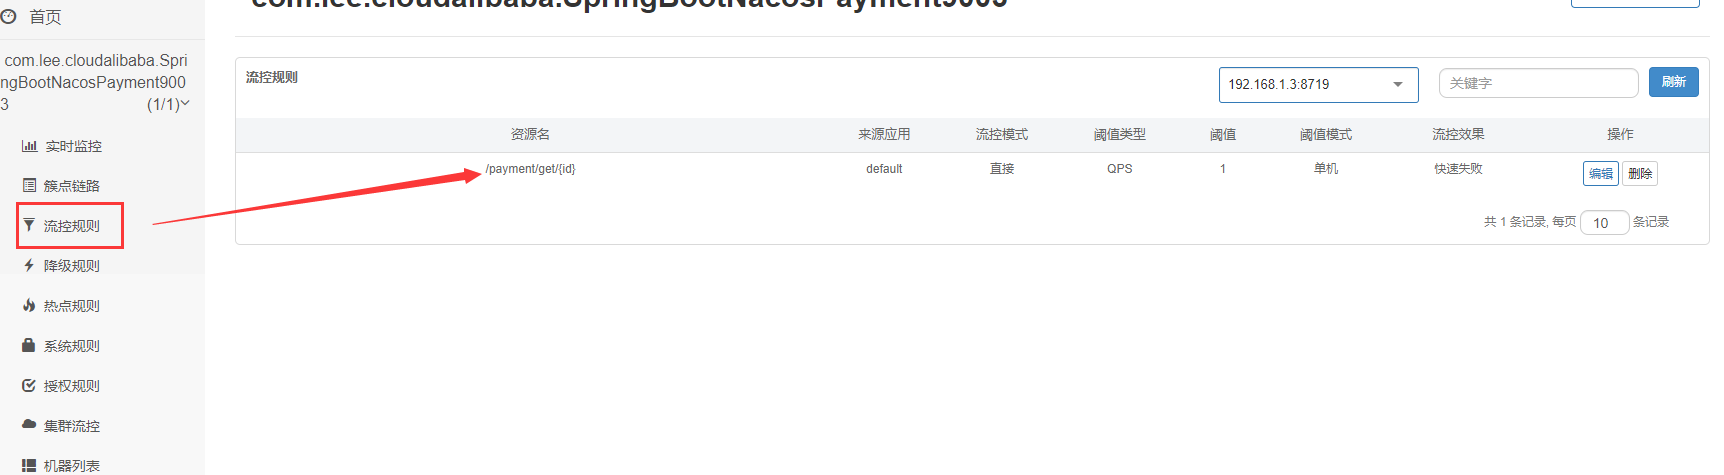 首页
com.lee.cloudalibaba.SpringBootNacosPayment9003
com.lee.cloudalibaba.Spri
ngBootNacosPayment900
3 (1/1)
实时监控
簇点链路
流控规则
降级规则
热点规则
系统规则
授权规则
集群流控
机器列表
流控规则 192.168.1.3:8719 关键字 刷新
资源名 来源应用 流控模式 阈值类型 阈值 阈值模式 流控效果 操作
/payment/get/{id} default 直接 QPS 1 单机 快速失败 编辑 删除
共 1 条记录, 每页 10 条记录